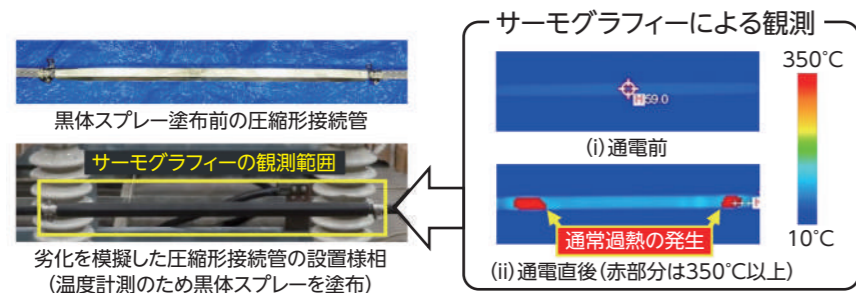 サーモグラフィーによる観測
黒体スプレー塗布前の圧縮形接続管
サーモグラフィーの観測範囲
劣化を模擬した圧縮形接続管の設置様相
(温度計測のため黒体スプレーを塗布)
H 59.0
(i)通電前
通常過熱の発生
H
(ii)通電直後(赤部分は350℃以上)
350℃
10℃